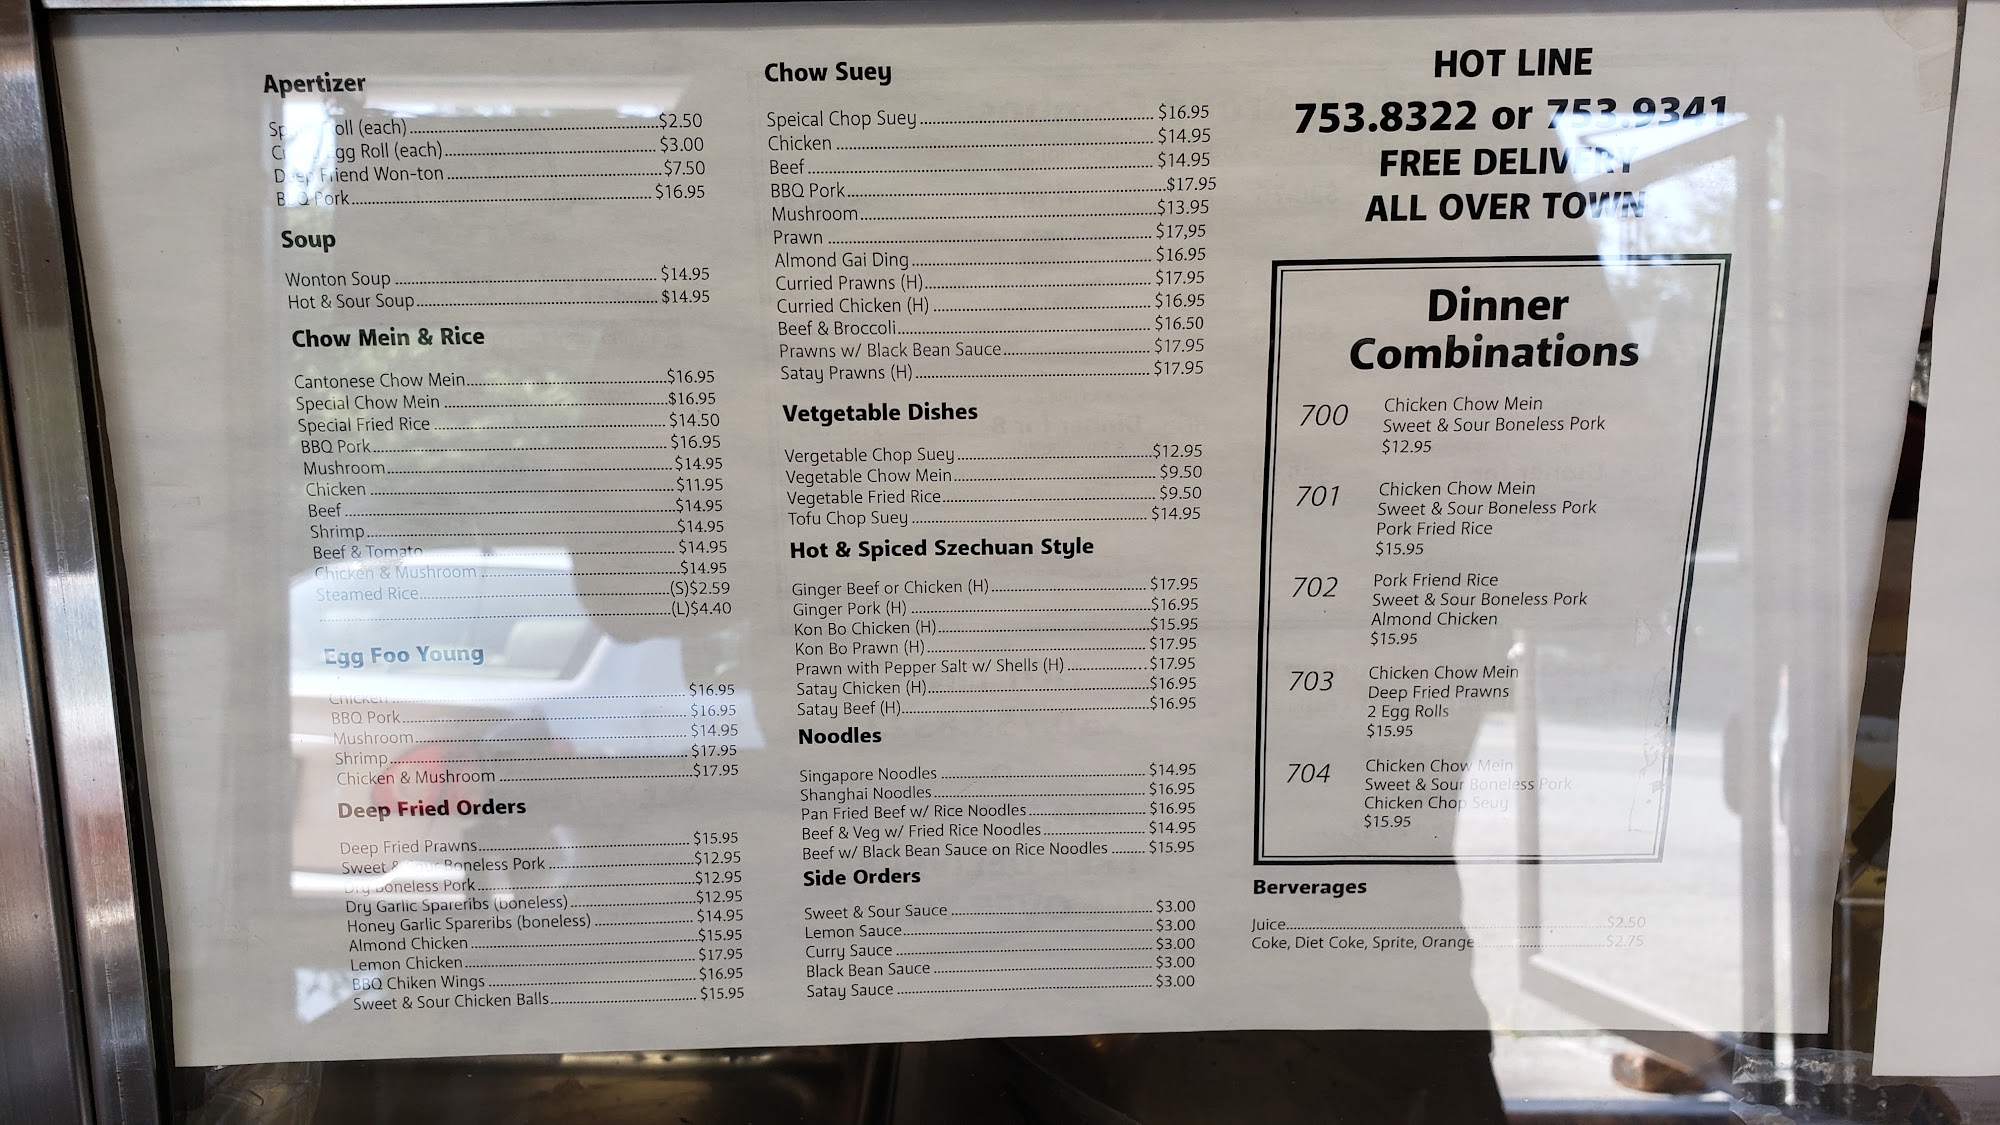 Apertizer
oll (each) $2.50
gg Roll (each) $3.00
Deep Friend Won-ton $7.50
BBQ Pork $16.95
Soup
Wonton Soup $14.95
Hot & Sour Soup $14.95
Chow Mein & Rice
Cantonese Chow Mein $16.95
Special Chow Mein $16.95
Special Fried Rice $14.50
BBQ Pork $16.95
Mushroom $14.95
Chicken $11.95
Beef $14.95
Shrimp $14.95
Beef & Tomato $14.95
Chicken & Mushroom $14.95
Steamed Rice (S)$2.59
(L)$4.40
Egg Foo Young
Chicken $16.95
BBQ Pork $16.95
Mushroom $14.95
Shrimp $17.95
Chicken & Mushroom $17.95
Deep Fried Orders
Deep Fried Prawns $15.95
Sweet & Sour Boneless Pork $12.95
Dry Boneless Pork $12.95
Dry Garlic Spareribs (boneless) $12.95
Honey Garlic Spareribs (boneless) $14.95
Almond Chicken $15.95
Lemon Chicken $17.95
BBQ Chiken Wings $16.95
Sweet & Sour Chicken Balls $15.95
Chow Suey
Speical Chop Suey $16.95
Chicken $14.95
Beef $14.95
BBQ Pork $17.95
Mushroom $13.95
Prawn $17,95
Almond Gai Ding $16.95
Curried Prawns (H) $17.95
Curried Chicken (H) $16.95
Beef & Broccoli $16.50
Prawns w/ Black Bean Sauce $17.95
Satay Prawns (H) $17.95
Vetgetable Dishes
Vergetable Chop Suey $12.95
Vegetable Chow Mein $9.50
Vegetable Fried Rice $9.50
Tofu Chop Suey $14.95
Hot & Spiced Szechuan Style
Ginger Beef or Chicken (H) $17.95
Ginger Pork (H) $16.95
Kon Bo Chicken (H) $15.95
Kon Bo Prawn (H) $17.95
Prawn with Pepper Salt w/ Shells (H) $17.95
Satay Chicken (H) $16.95
Satay Beef (H) $16.95
Noodles
Singapore Noodles $14.95
Shanghai Noodles $16.95
Pan Fried Beef w/ Rice Noodles $16.95
Beef & Veg w/ Fried Rice Noodles $14.95
Beef w/ Black Bean Sauce on Rice Noodles $15.95
Side Orders
Sweet & Sour Sauce $3.00
Lemon Sauce $3.00
Curry Sauce $3.00
Black Bean Sauce $3.00
Satay Sauce $3.00
HOT LINE
753.8322 or 753.9341
FREE DELIVERY
ALL OVER TOWN
Dinner
Combinations
700 Chicken Chow Mein
Sweet & Sour Boneless Pork
$12.95
701 Chicken Chow Mein
Sweet & Sour Boneless Pork
Pork Fried Rice
$15.95
702 Pork Friend Rice
Sweet & Sour Boneless Pork
Almond Chicken
$15.95
703 Chicken Chow Mein
Deep Fried Prawns
2 Egg Rolls
$15.95
704 Chicken Chow Mein
Sweet & Sour Boneless Pork
Chicken Chop Seuy
$15.95
Berverages
Juice $2.50
Coke, Diet Coke, Sprite, Orange $2.75